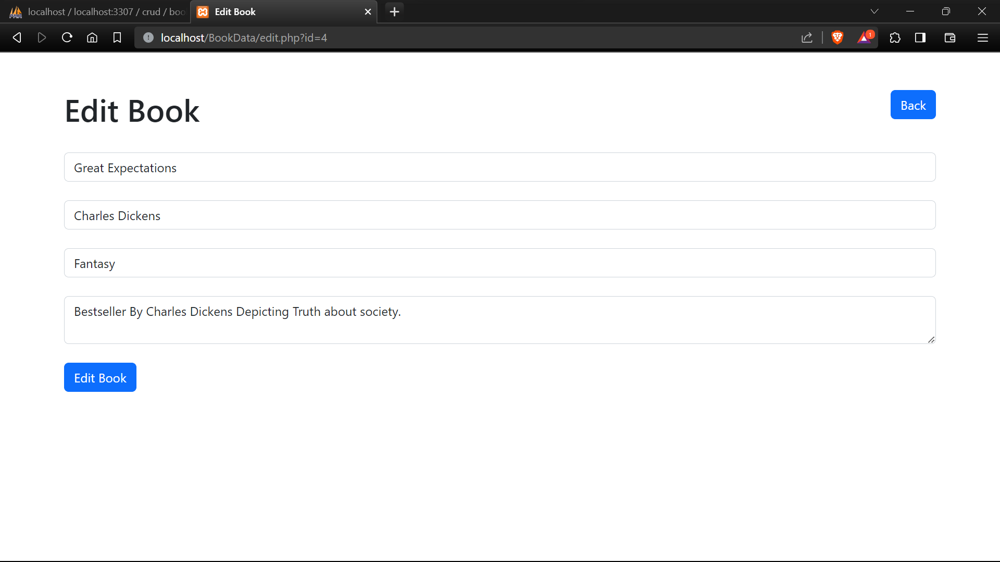 localhost / localhost:3307 / crud / boo
Edit Book
localhost/BookData/edit.php?id=4
1
Edit Book
Back
Great Expectations
Charles Dickens
Fantasy
Bestseller By Charles Dickens Depicting Truth about society.
Edit Book